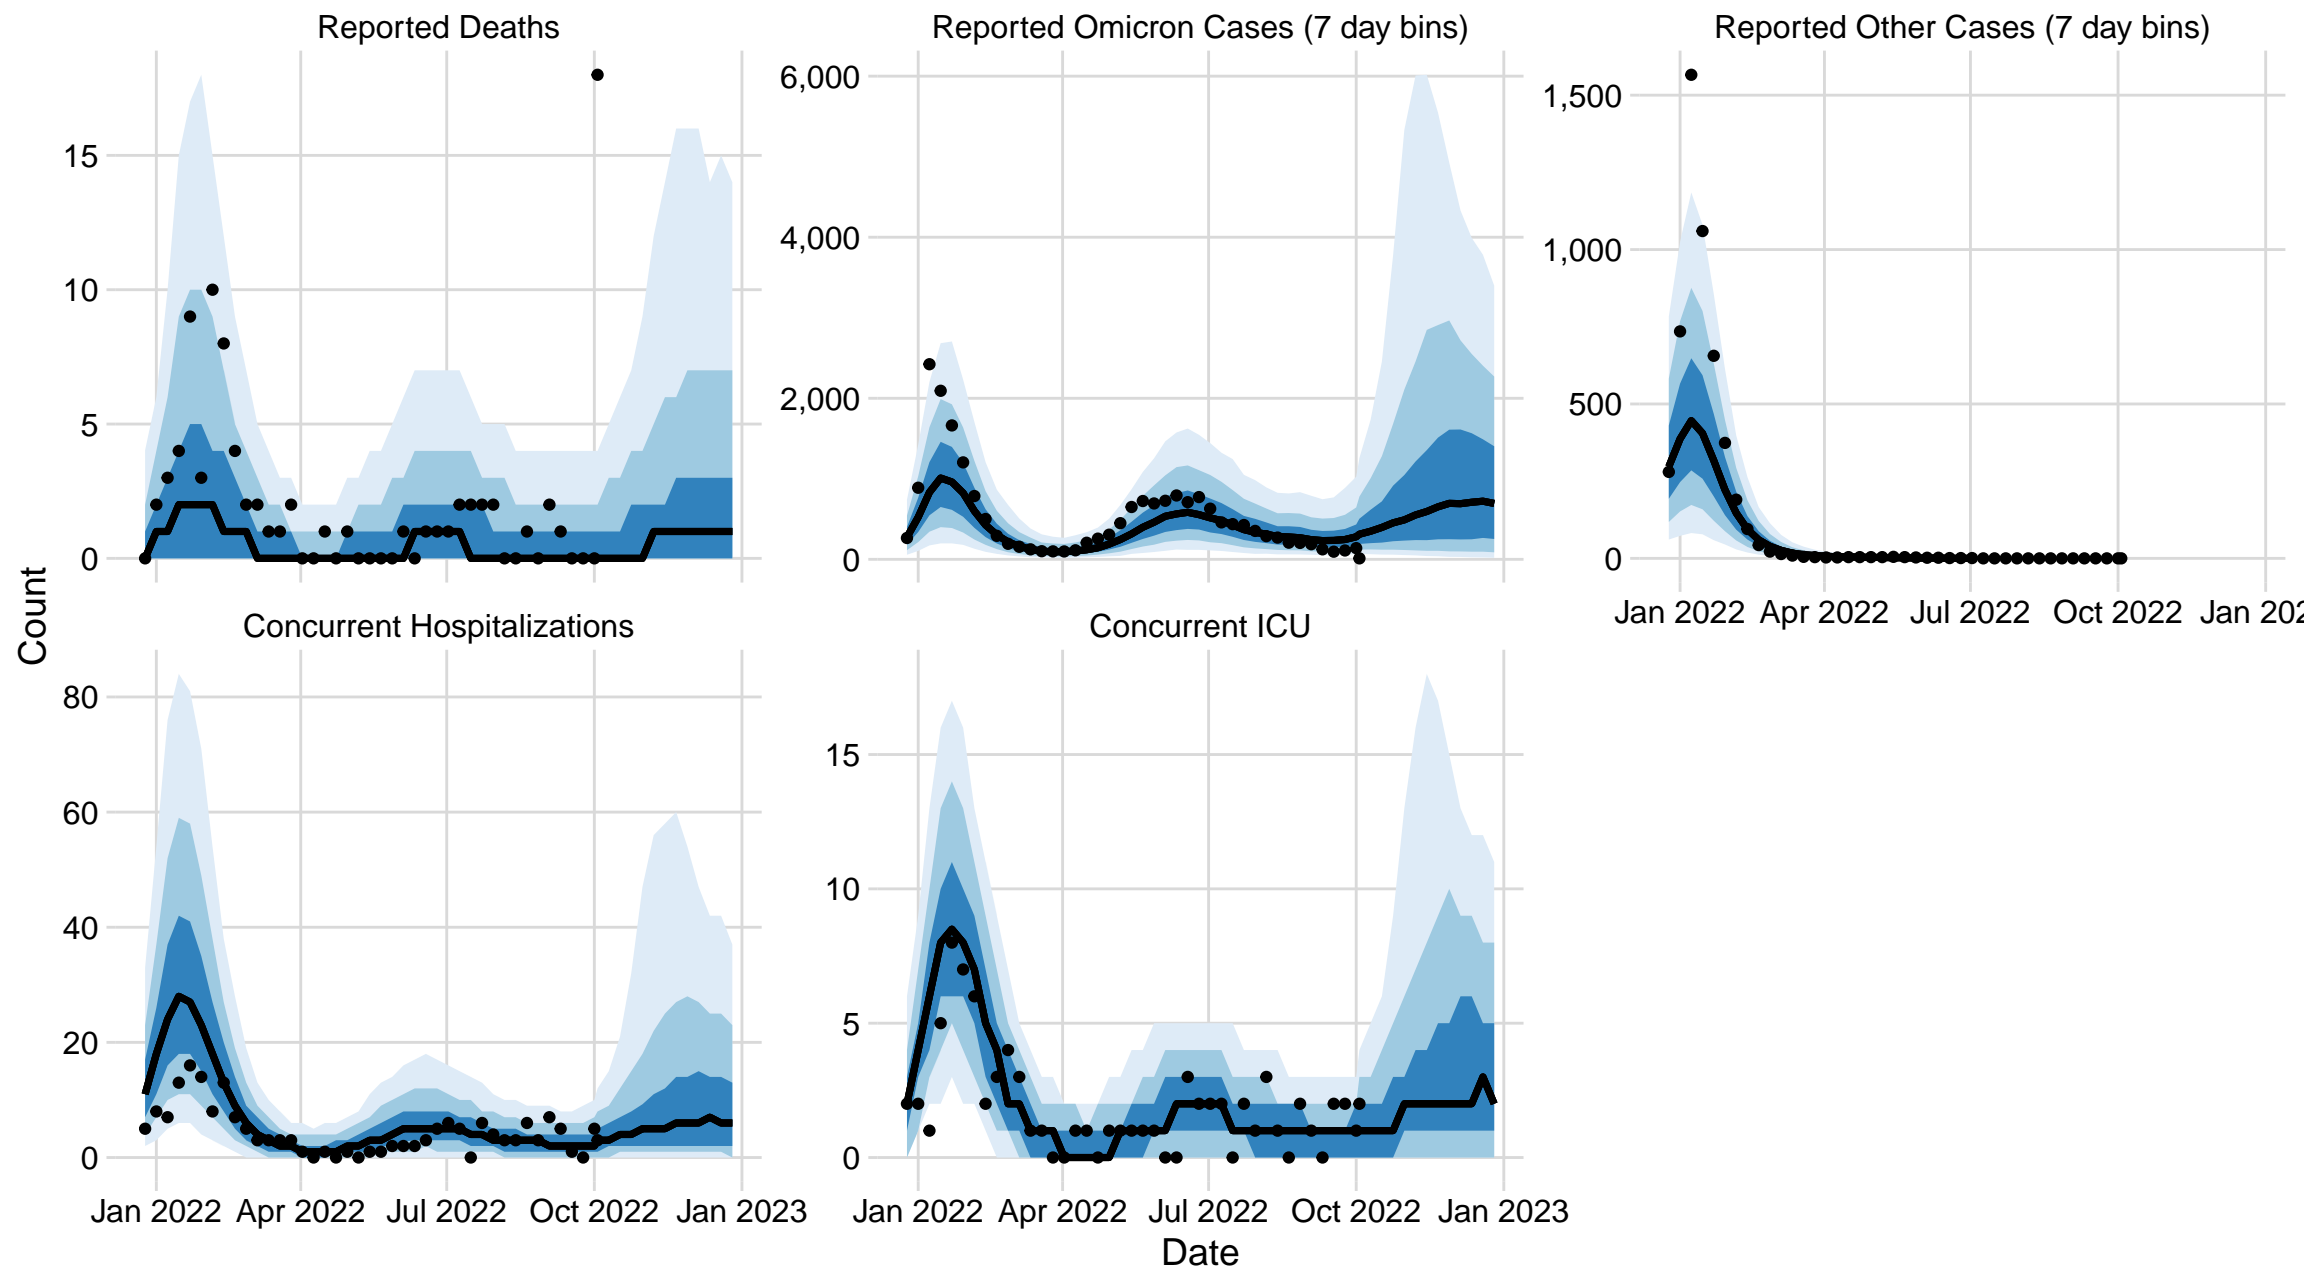 Reported Deaths
Reported Omicron Cases (7 day bins)
Reported Other Cases (7 day bins)
15
10
5
0
6,000
4,000
2,000
0
1,500
1,000
500
0
Jan 2022 Apr 2022 Jul 2022 Oct 2022 Jan 202
Count
Concurrent Hospitalizations
Concurrent ICU
80
60
40
20
0
15
10
5
0
Jan 2022 Apr 2022 Jul 2022 Oct 2022 Jan 2023
Jan 2022 Apr 2022 Jul 2022 Oct 2022 Jan 2023
Date